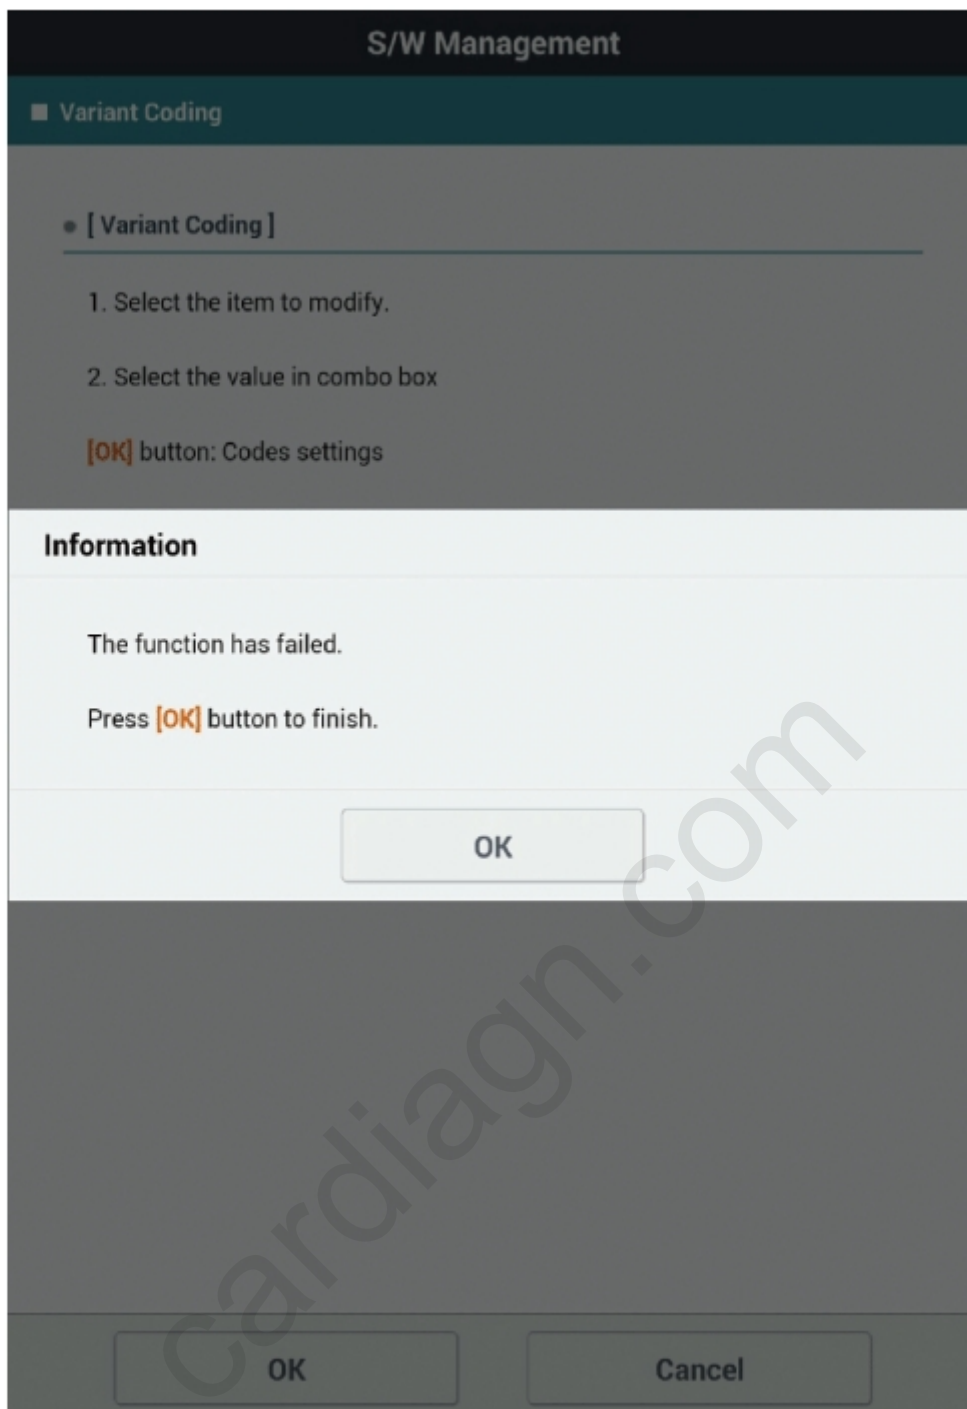 S/W Management
Variant Coding
[ Variant Coding ]
1. Select the item to modify.
2. Select the value in combo box
[OK] button: Codes settings
Information
The function has failed.
Press [OK] button to finish.
OK
OK
Cancel
cardiagn.com